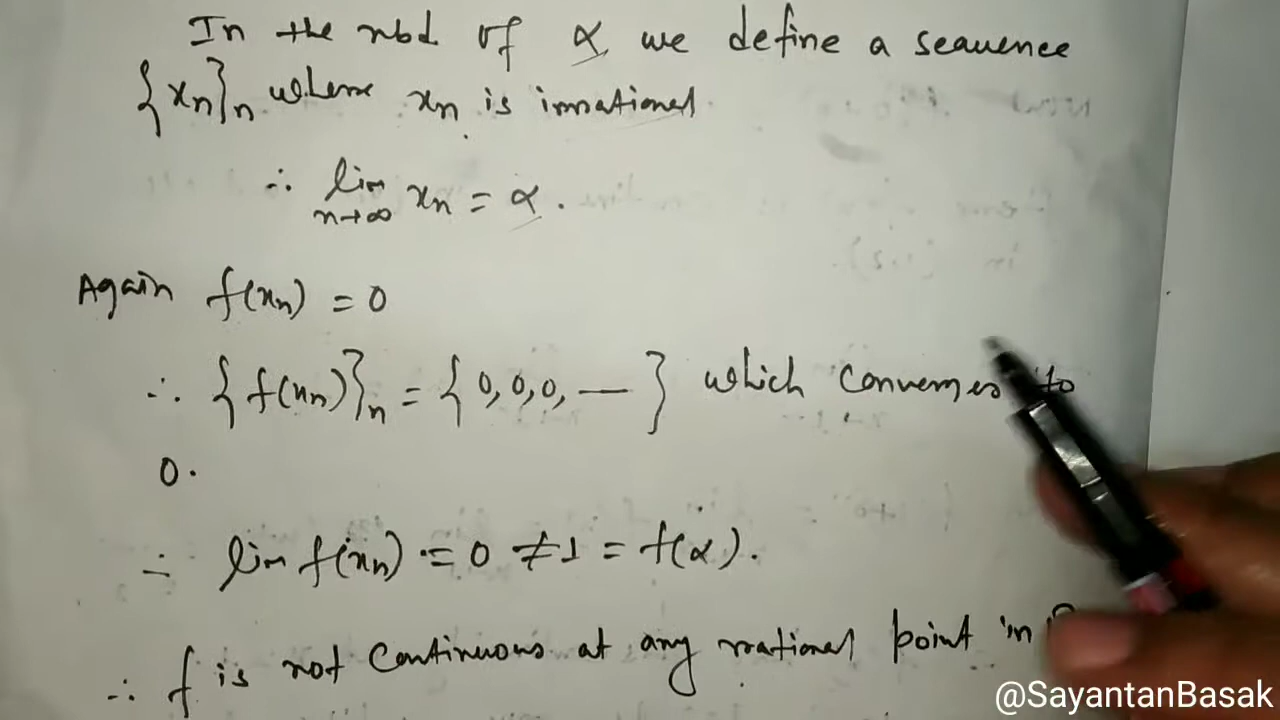 In the nbd of α, we define a seauence
{xn}n where xn is irrational
∴ lim n→∞ xn = α.
Again f(xn) = 0
∴ {f(xn)}n = {0, 0, 0, —} which converges to
0.
∴ lim f(xn) = 0 ≠ 1 = f(α).
∴ f is not continuous at any rational point in
@SayantanBasak